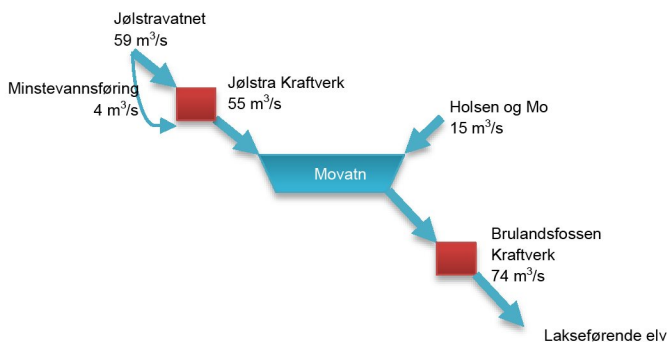 Jølstravatnet
59 m³/s
Minstevannsføring
4 m³/s
Jølstra Kraftverk
55 m³/s
Holsen og Mo
15 m³/s
Movatn
Brulandsfossen
Kraftverk
74 m³/s
Lakseførende elv